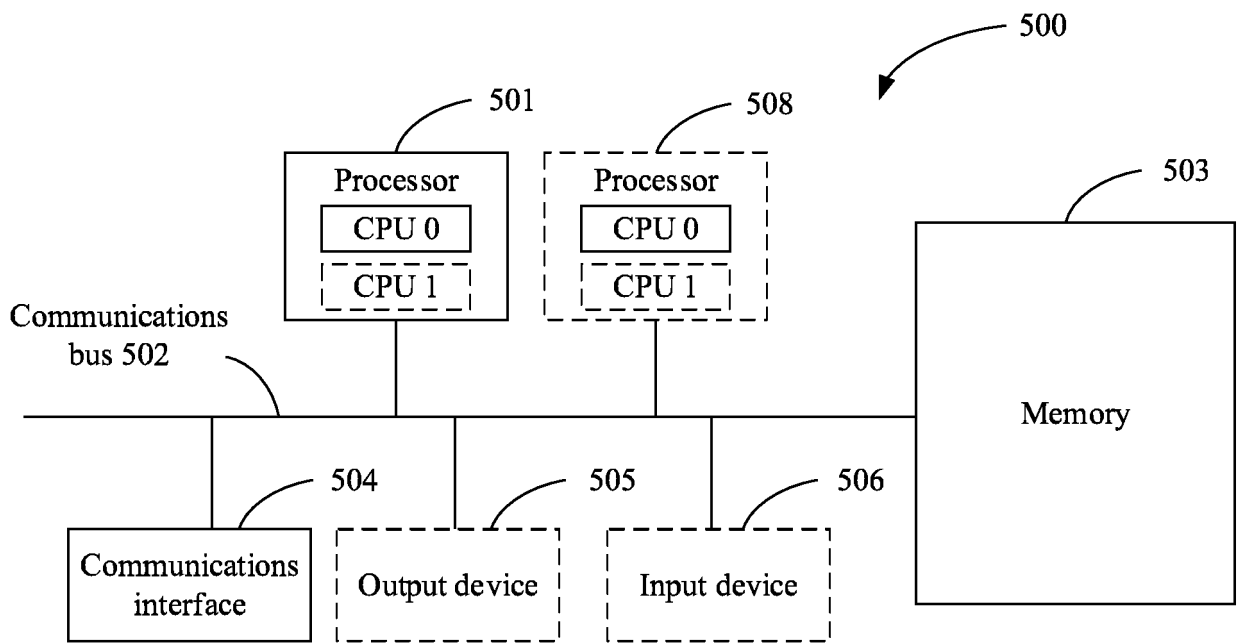 500
501
508
Processor
CPU 0
CPU 1
Processor
CPU 0
CPU 1
503
Communications
bus 502
Memory
504
505
506
Communications
interface
Output device
Input device